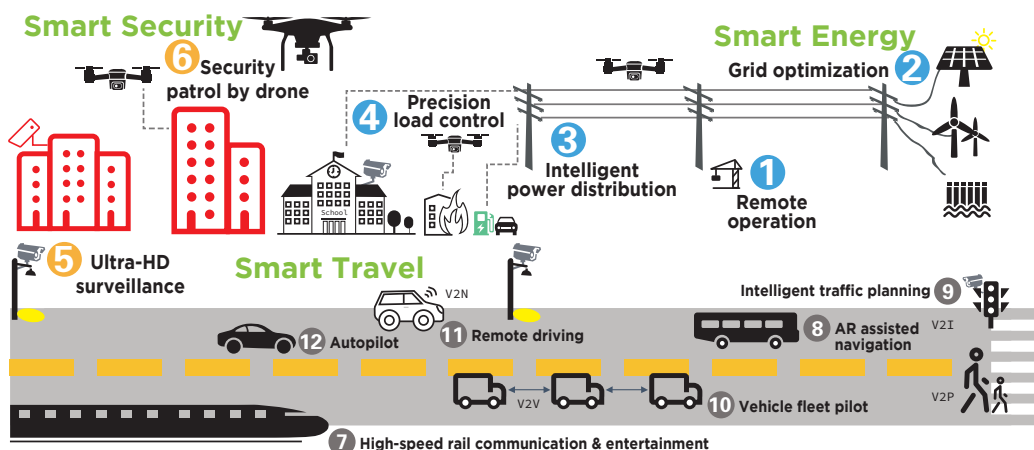 Smart Security
Smart Energy
6 Security
patrol by drone
Grid optimization 2
4 Precision
load control
3
Intelligent
power distribution
1
Remote
operation
School
5 Ultra-HD
surveillance
Smart Travel
V2N
Intelligent traffic planning 9
12 Autopilot
11 Remote driving
8 AR assisted
navigation
V2I
V2V
10 Vehicle fleet pilot
V2P
7 High-speed rail communication & entertainment